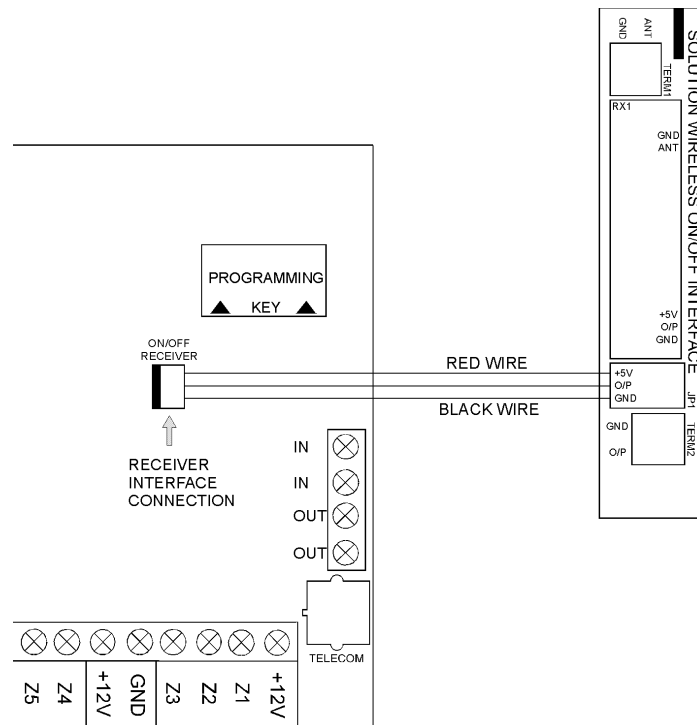 GND
ANT
TERM1
SOLUTION WIRELESS ON/OFF INTERFACE
RX1
GND
ANT
PROGRAMMING
KEY
+5V
O/P
GND
ON/OFF
RECEIVER
RED WIRE
+5V
O/P
GND
JP1
BLACK WIRE
GND
O/P
TERM2
RECEIVER
INTERFACE
CONNECTION
IN
IN
OUT
OUT
TELECOM
Z5
Z4
+12V
GND
Z3
Z2
Z1
+12V